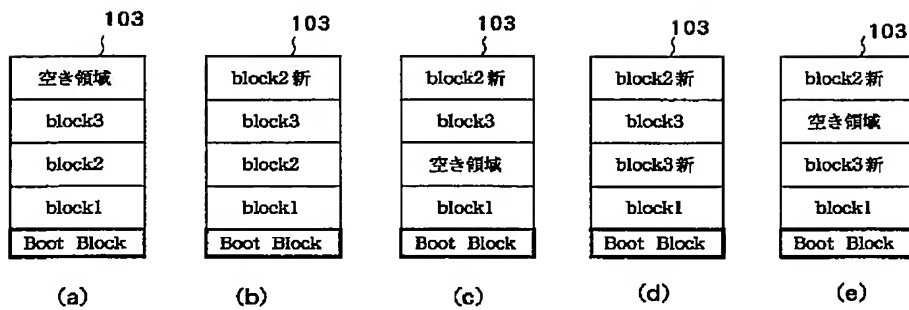 103
空き領域
block3
block2
block1
Boot Block
(a)
103
block2新
block3
block2
block1
Boot Block
(b)
103
block2新
block3
空き領域
block1
Boot Block
(c)
103
block2新
block3
block3新
block1
Boot Block
(d)
103
block2新
空き領域
block3新
block1
Boot Block
(e)